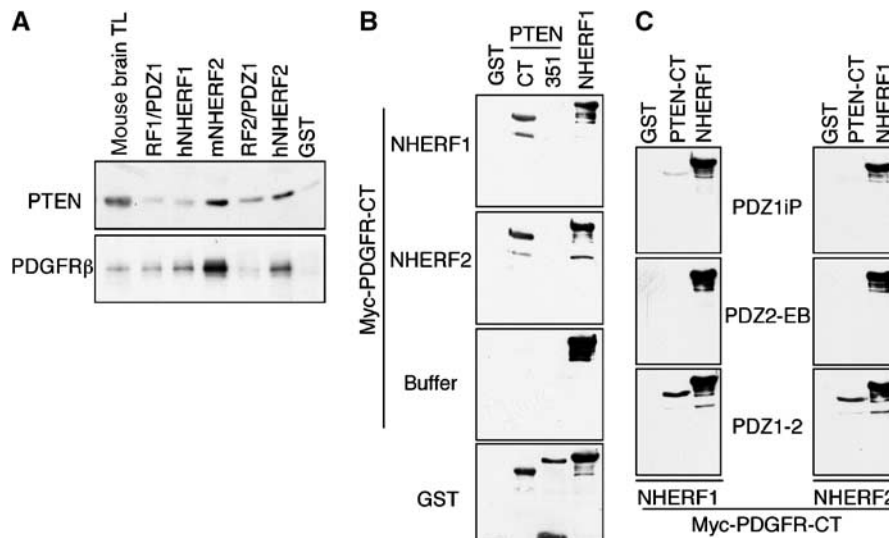 A
Mouse brain TL
RF1/PDZ1
hNHERF1
mNHERF2
RF2/PDZ1
hNHERF2
GST
PTEN
PDGFRβ
B
PTEN
GST
CT
351
NHERF1
Myc-PDGFR-CT
NHERF1
NHERF2
Buffer
GST
C
GST
PTEN-CT
NHERF1
GST
PTEN-CT
NHERF1
PDZ1iP
PDZ2-EB
PDZ1-2
NHERF1
NHERF2
Myc-PDGFR-CT